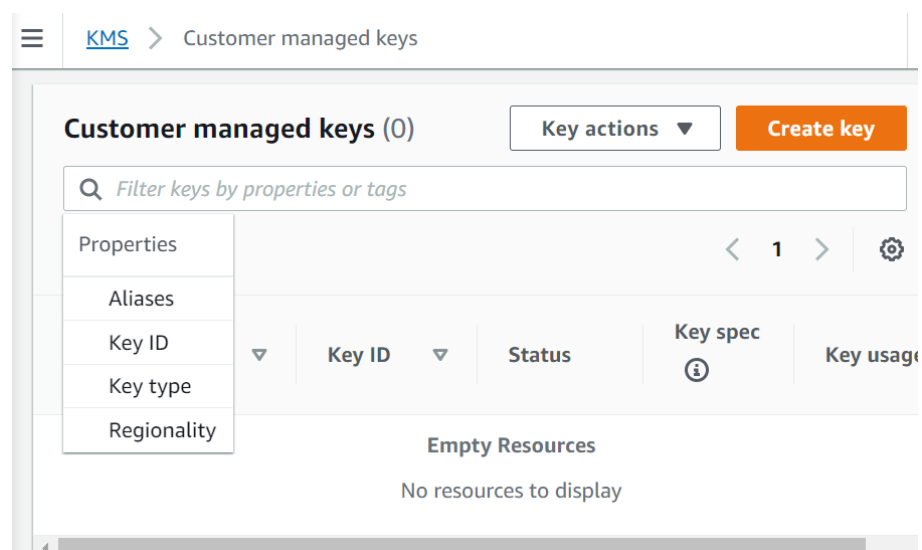 KMS > Customer managed keys
Customer managed keys (0)
Key actions
Create key
Filter keys by properties or tags
Properties
1
Aliases
Key ID
Key type
Regionality
Key ID
Status
Key spec
Key usage
Empty Resources
No resources to display